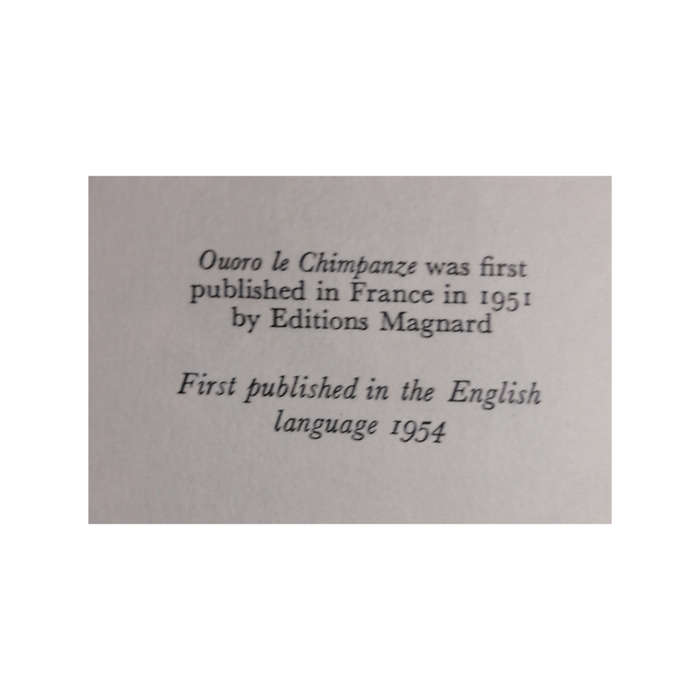 Ouoro le Chimpanze was first
published in France in 1951
by Editions Magnard
First published in the English
language 1954